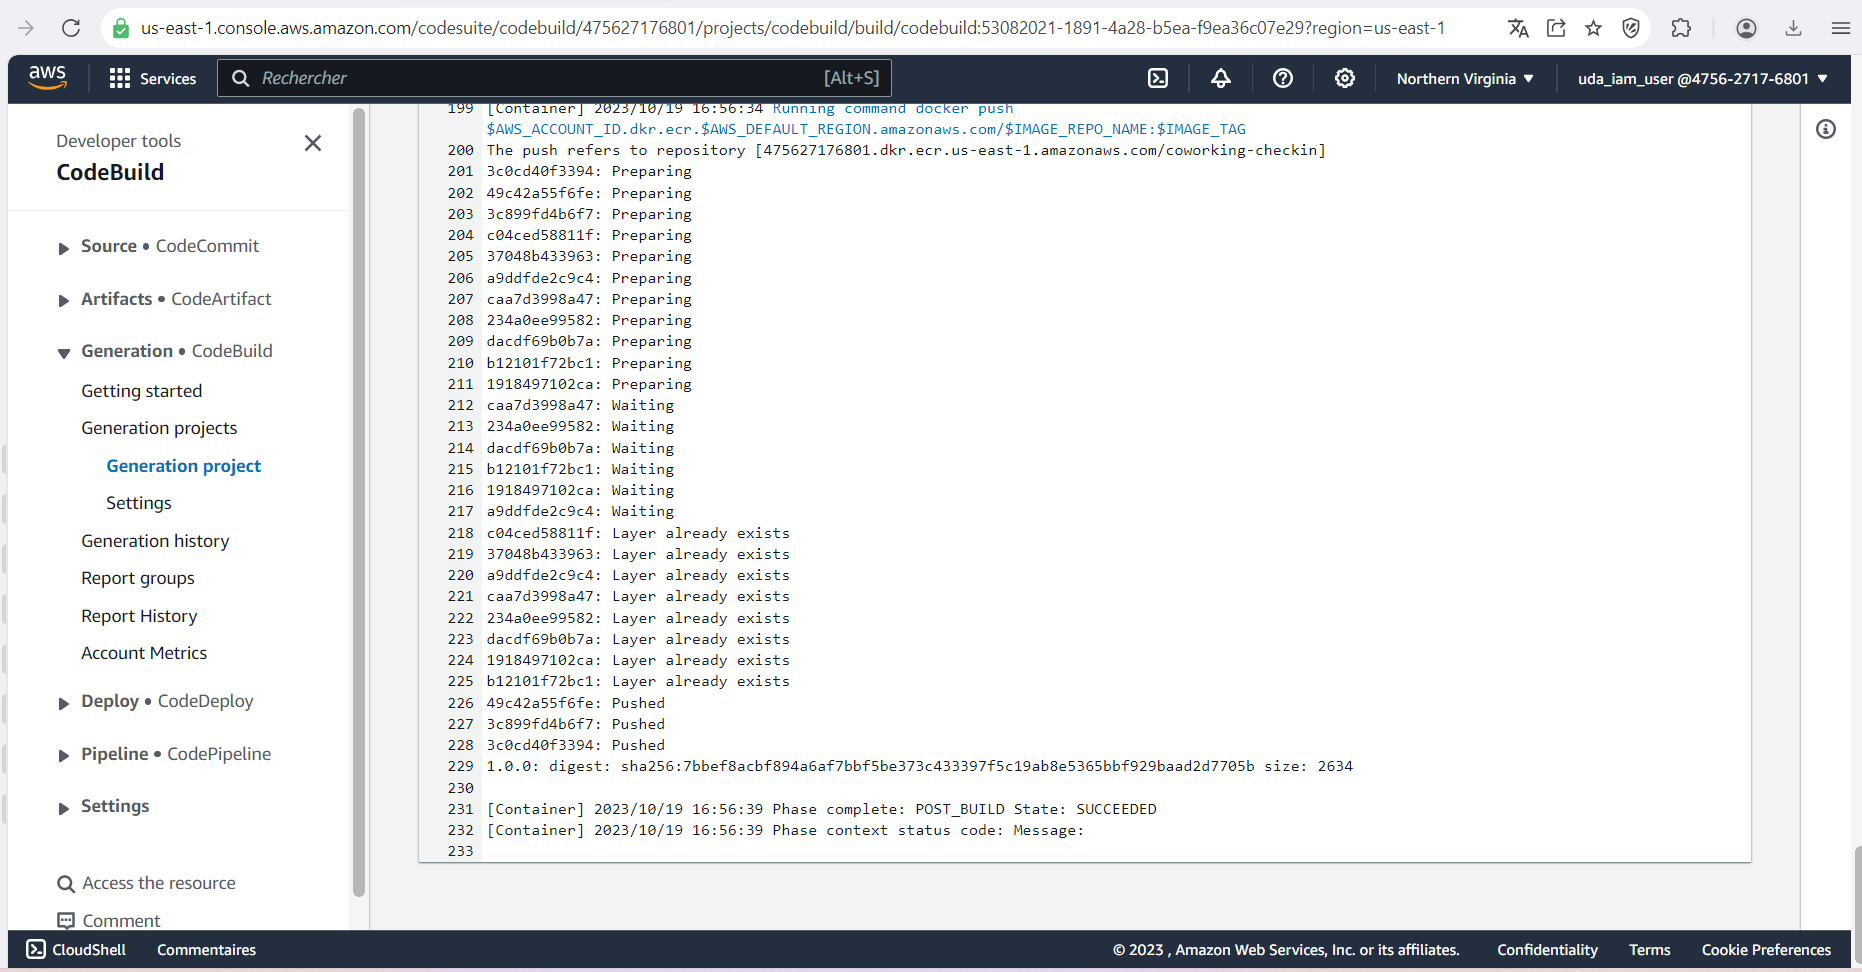 us-east-1.console.aws.amazon.com/codesuite/codebuild/475627176801/projects/codebuild/build/codebuild:53082021-1891-4a28-b5ea-f9ea36c07e29?region=us-east-1
aws
Services
Rechercher
[Alt+S]
Northern Virginia
uda_iam_user @4756-2717-6801
Developer tools
CodeBuild
Source • CodeCommit
Artifacts • CodeArtifact
Generation • CodeBuild
Getting started
Generation projects
Generation project
Settings
Generation history
Report groups
Report History
Account Metrics
Deploy • CodeDeploy
Pipeline • CodePipeline
Settings
Access the resource
Comment
199 [Container] 2023/10/19 16:56:34 Running command docker push
$AWS_ACCOUNT_ID.dkr.ecr.$AWS_DEFAULT_REGION.amazonaws.com/$IMAGE_REPO_NAME:$IMAGE_TAG
200 The push refers to repository [475627176801.dkr.ecr.us-east-1.amazonaws.com/coworking-checkin]
201 3c0cd40f3394: Preparing
202 49c42a55f6fe: Preparing
203 3c899fd4b6f7: Preparing
204 c04ced58811f: Preparing
205 37048b433963: Preparing
206 a9ddfde2c9c4: Preparing
207 caa7d3998a47: Preparing
208 234a0ee99582: Preparing
209 dacdf69b0b7a: Preparing
210 b12101f72bc1: Preparing
211 1918497102ca: Preparing
212 caa7d3998a47: Waiting
213 234a0ee99582: Waiting
214 dacdf69b0b7a: Waiting
215 b12101f72bc1: Waiting
216 1918497102ca: Waiting
217 a9ddfde2c9c4: Waiting
218 c04ced58811f: Layer already exists
219 37048b433963: Layer already exists
220 a9ddfde2c9c4: Layer already exists
221 caa7d3998a47: Layer already exists
222 234a0ee99582: Layer already exists
223 dacdf69b0b7a: Layer already exists
224 1918497102ca: Layer already exists
225 b12101f72bc1: Layer already exists
226 49c42a55f6fe: Pushed
227 3c899fd4b6f7: Pushed
228 3c0cd40f3394: Pushed
229 1.0.0: digest: sha256:7bbef8acbf894a6af7bbf5be373c433397f5c19ab8e5365bbf929baad2d7705b size: 2634
230
231 [Container] 2023/10/19 16:56:39 Phase complete: POST_BUILD State: SUCCEEDED
232 [Container] 2023/10/19 16:56:39 Phase context status code: Message:
233
CloudShell
Commentaires
© 2023 , Amazon Web Services, Inc. or its affiliates.
Confidentiality
Terms
Cookie Preferences